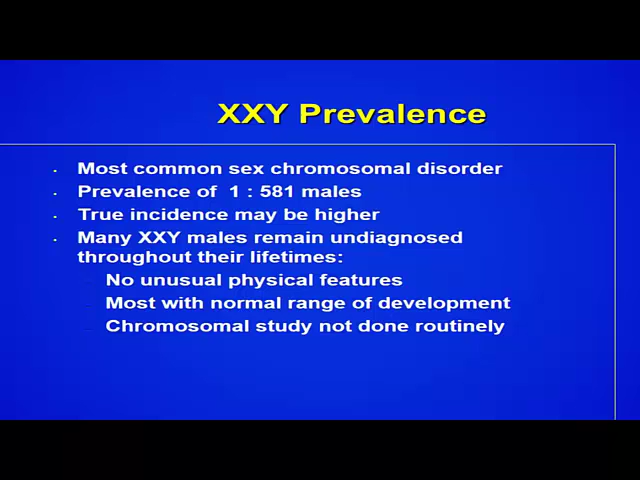 XXY Prevalence
Most common sex chromosomal disorder
Prevalence of 1 : 581 males
True incidence may be higher
Many XXY males remain undiagnosed
throughout their lifetimes:
No unusual physical features
Most with normal range of development
Chromosomal study not done routinely